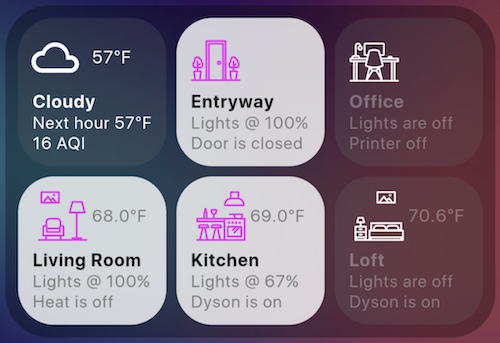 57°F
Cloudy
Next hour 57°F
16 AQI
Entryway
Lights @ 100%
Door is closed
Office
Lights are off
Printer off
68.0°F
Living Room
Lights @ 100%
Heat is off
69.0°F
Kitchen
Lights @ 67%
Dyson is on
70.6°F
Loft
Lights are off
Dyson is on